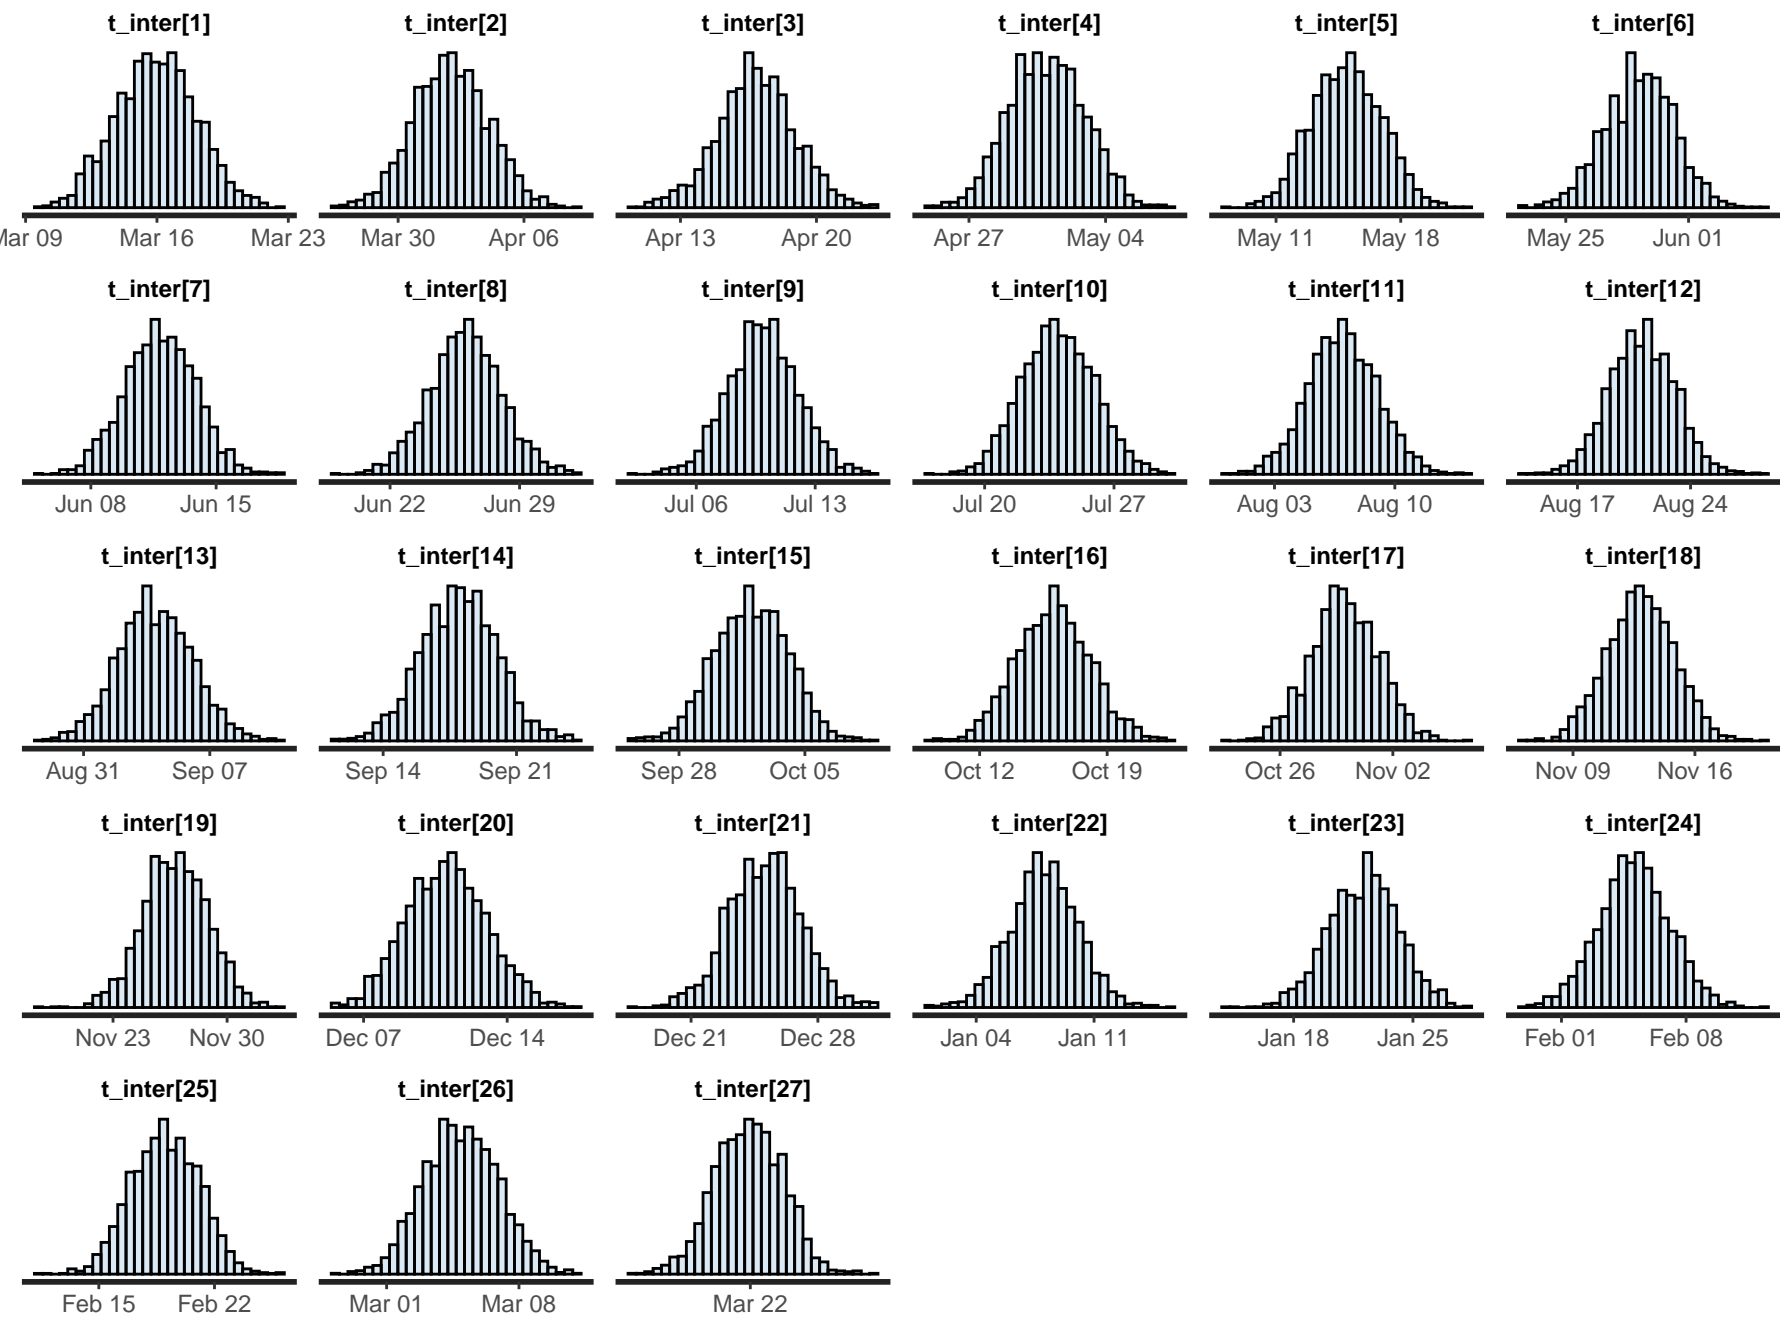 t_inter[1] t_inter[2] t_inter[3] t_inter[4] t_inter[5] t_inter[6]
Mar 09 Mar 16 Mar 23 Mar 30 Apr 06 Apr 13 Apr 20 Apr 27 May 04 May 11 May 18 May 25 Jun 01
t_inter[7] t_inter[8] t_inter[9] t_inter[10] t_inter[11] t_inter[12]
Jun 08 Jun 15 Jun 22 Jun 29 Jul 06 Jul 13 Jul 20 Jul 27 Aug 03 Aug 10 Aug 17 Aug 24
t_inter[13] t_inter[14] t_inter[15] t_inter[16] t_inter[17] t_inter[18]
Aug 31 Sep 07 Sep 14 Sep 21 Sep 28 Oct 05 Oct 12 Oct 19 Oct 26 Nov 02 Nov 09 Nov 16
t_inter[19] t_inter[20] t_inter[21] t_inter[22] t_inter[23] t_inter[24]
Nov 23 Nov 30 Dec 07 Dec 14 Dec 21 Dec 28 Jan 04 Jan 11 Jan 18 Jan 25 Feb 01 Feb 08
t_inter[25] t_inter[26] t_inter[27]
Feb 15 Feb 22 Mar 01 Mar 08 Mar 22